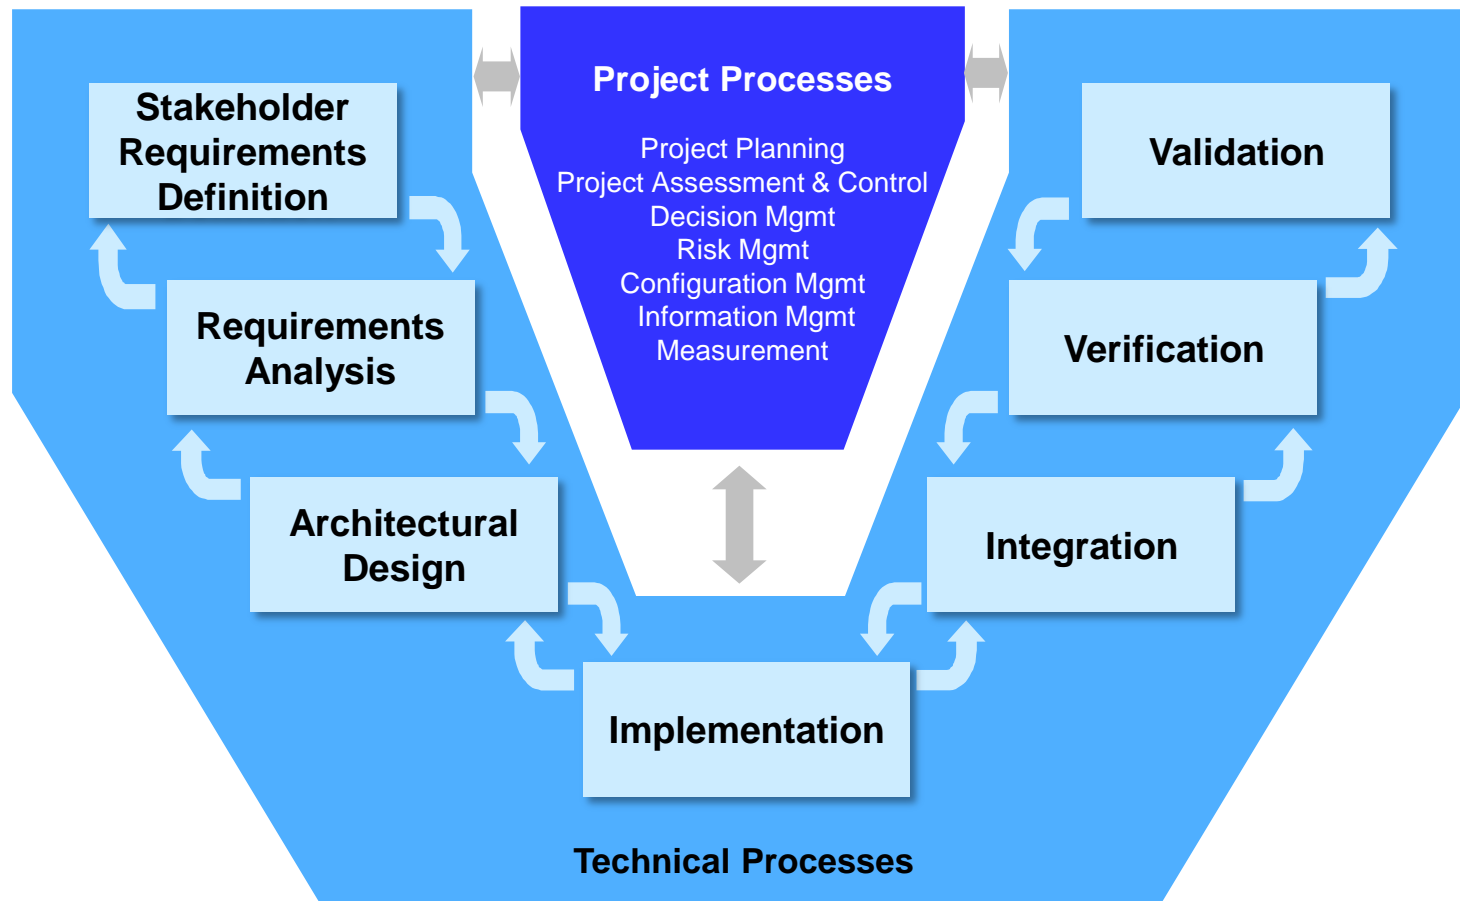 Project Processes
Project Planning
Project Assessment & Control
Decision Mgmt
Risk Mgmt
Configuration Mgmt
Information Mgmt
Measurement
Stakeholder
Requirements
Definition
Requirements
Analysis
Architectural
Design
Implementation
Integration
Verification
Validation
Technical Processes